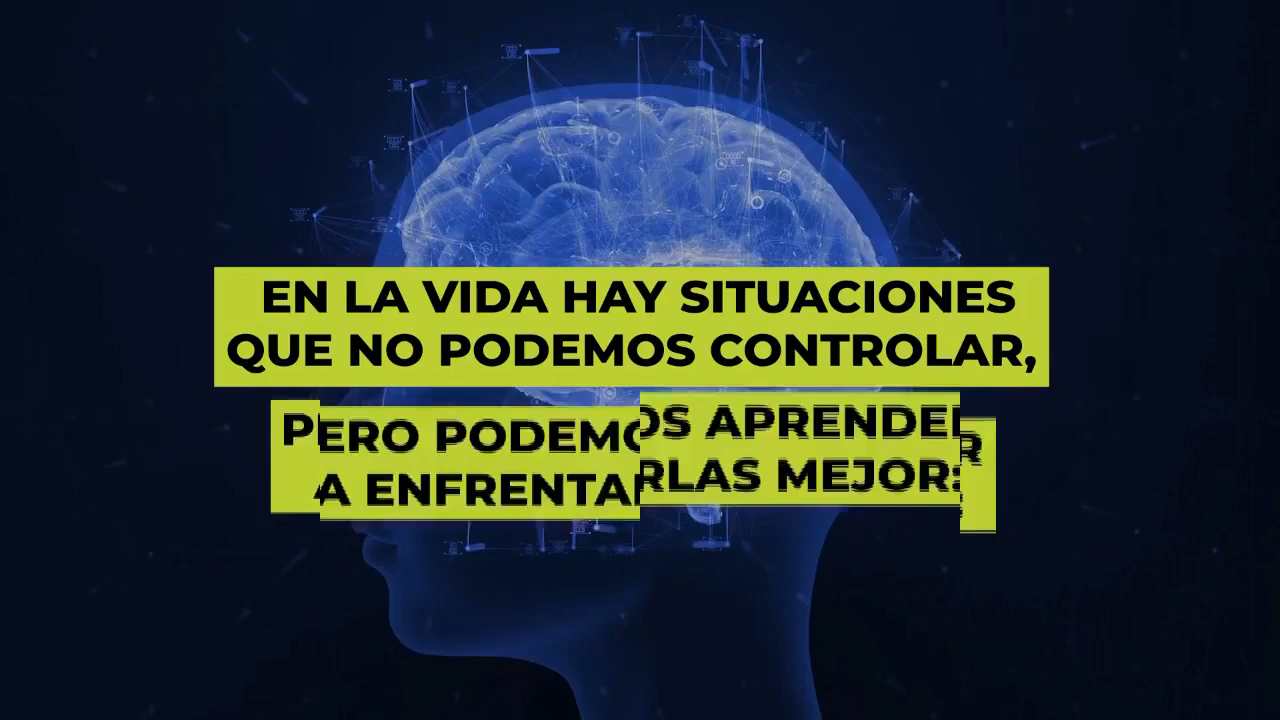 EN LA VIDA HAY SITUACIONES
QUE NO PODEMOS CONTROLAR,
PERO PODEMOS APRENDER
A ENFRENTARLAS MEJOR: